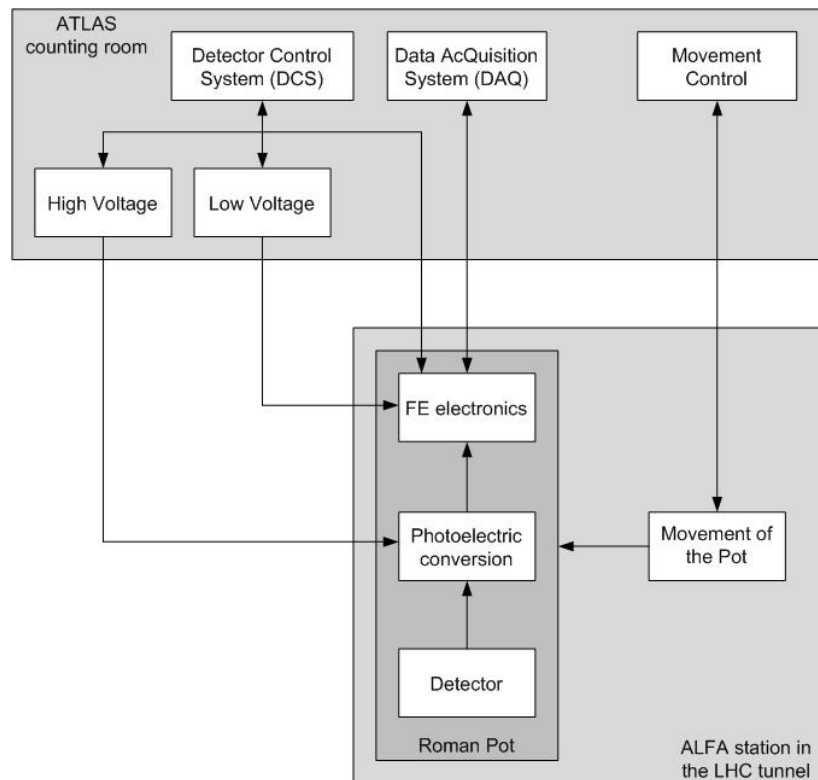 ATLAS
counting room
Detector Control
System (DCS)
Data AcQuisition
System (DAQ)
Movement
Control
High Voltage
Low Voltage
FE electronics
Photoelectric
conversion
Movement of
the Pot
Detector
Roman Pot
ALFA station in
the LHC tunnel